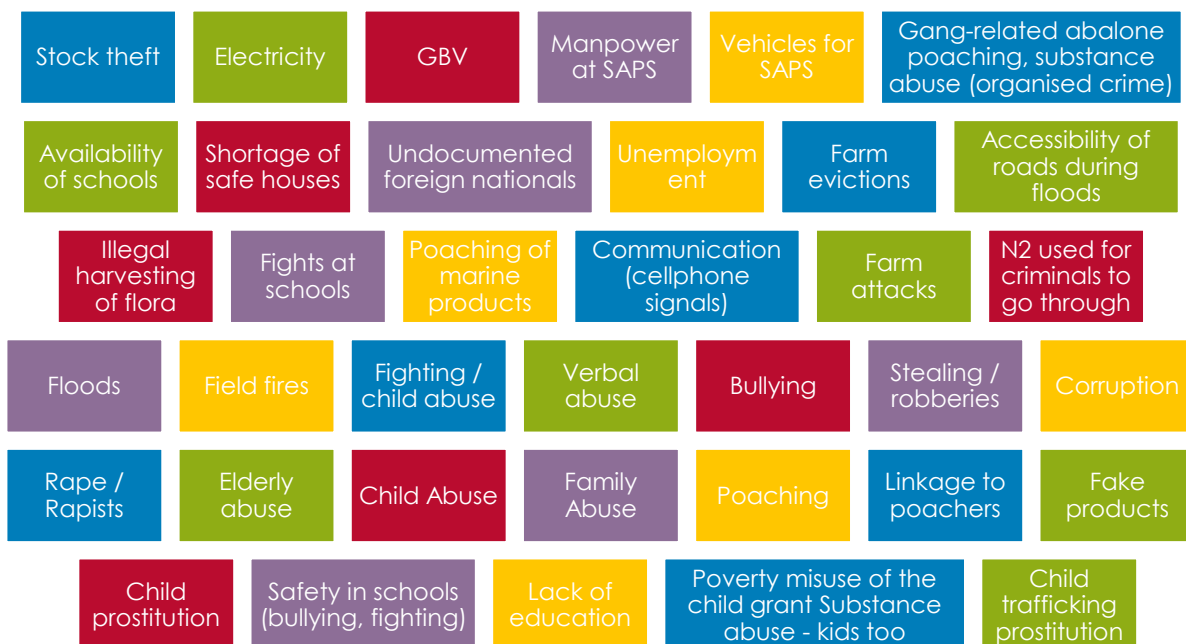 Stock theft
Electricity
GBV
Manpower
at SAPS
Vehicles for
SAPS
Gang-related abalone
poaching, substance
abuse (organised crime)
Availability
of schools
Shortage of
safe houses
Undocumented
foreign nationals
Unemploym
ent
Farm
evictions
Accessibility of
roads during
floods
Illegal
harvesting
of flora
Fights at
schools
Poaching of
marine
products
Communication
(cellphone
signals)
Farm
attacks
N2 used for
criminals to
go through
Floods
Field fires
Fighting /
child abuse
Verbal
abuse
Bullying
Stealing /
robberies
Corruption
Rape /
Rapists
Elderly
abuse
Child Abuse
Family
Abuse
Poaching
Linkage to
poachers
Fake
products
Child
prostitution
Safety in schools
(bullying, fighting)
Lack of
education
Poverty misuse of the
child grant Substance
abuse - kids too
Child
trafficking
prostitution